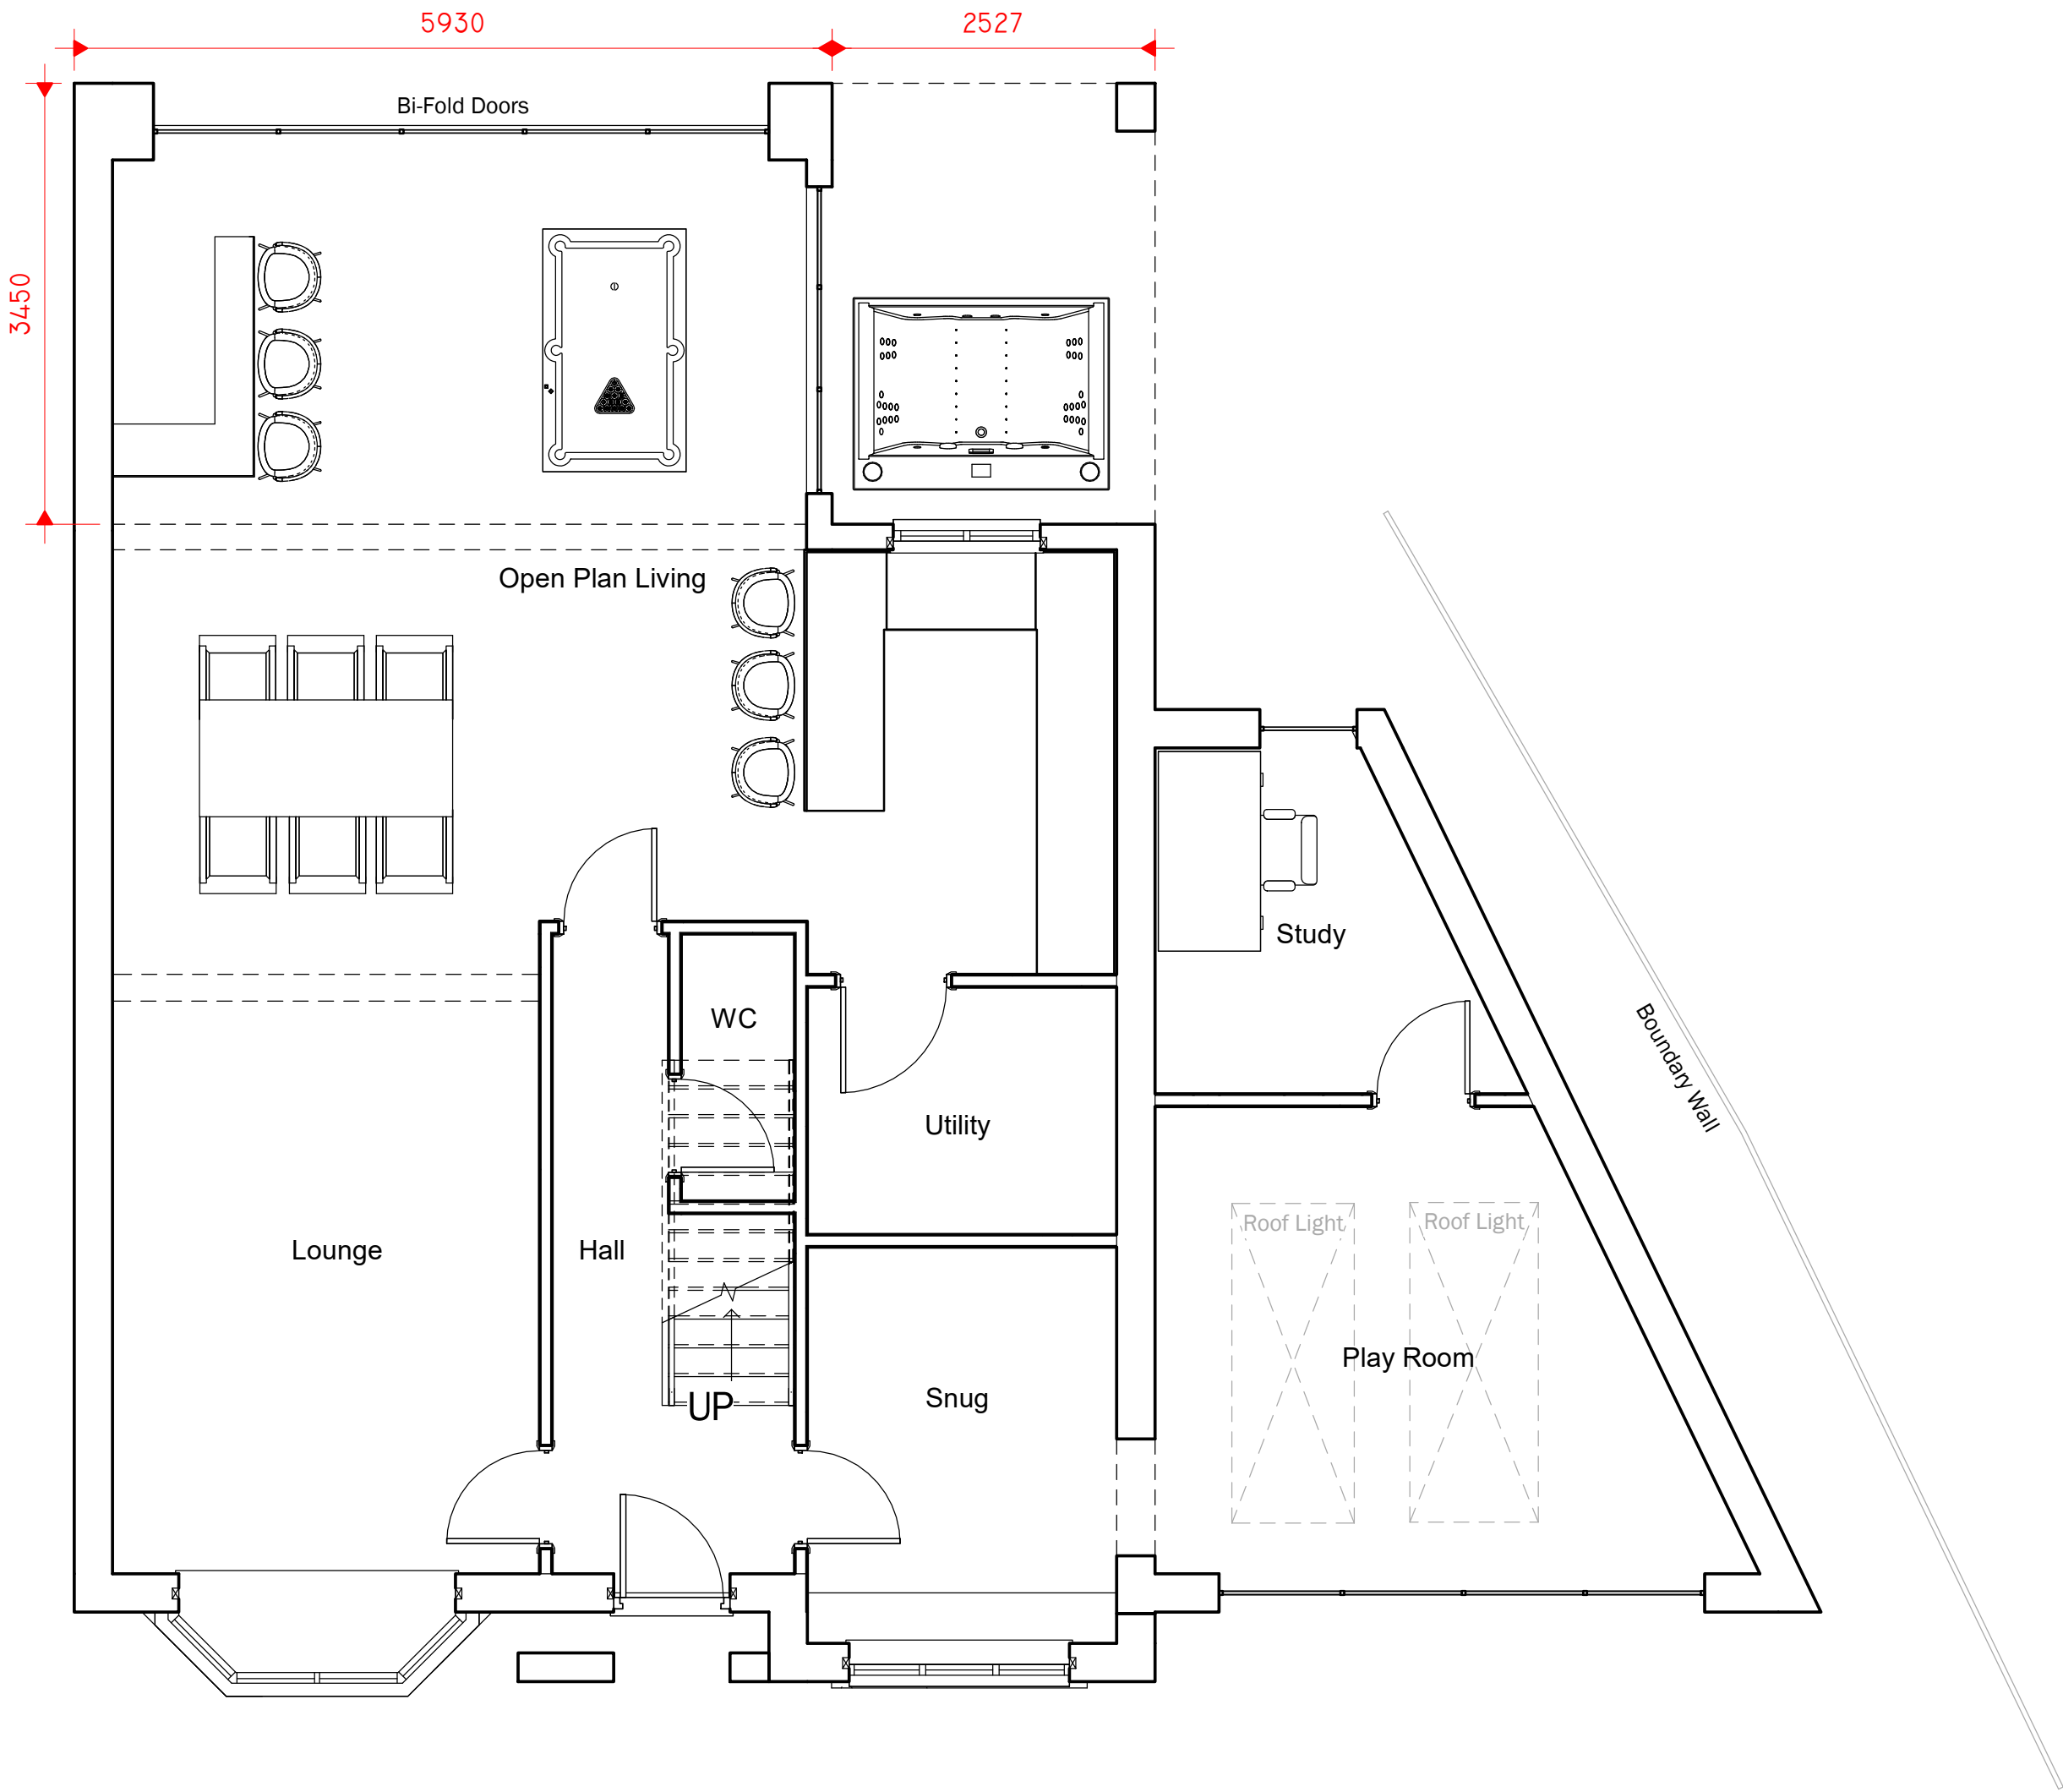 5930
2527
Bi-Fold Doors
3450
Open Plan Living
Study
WC
Boundary Wall
Utility
Roof Light
Roof Light
Lounge
Hall
Play Room
Snug
UP